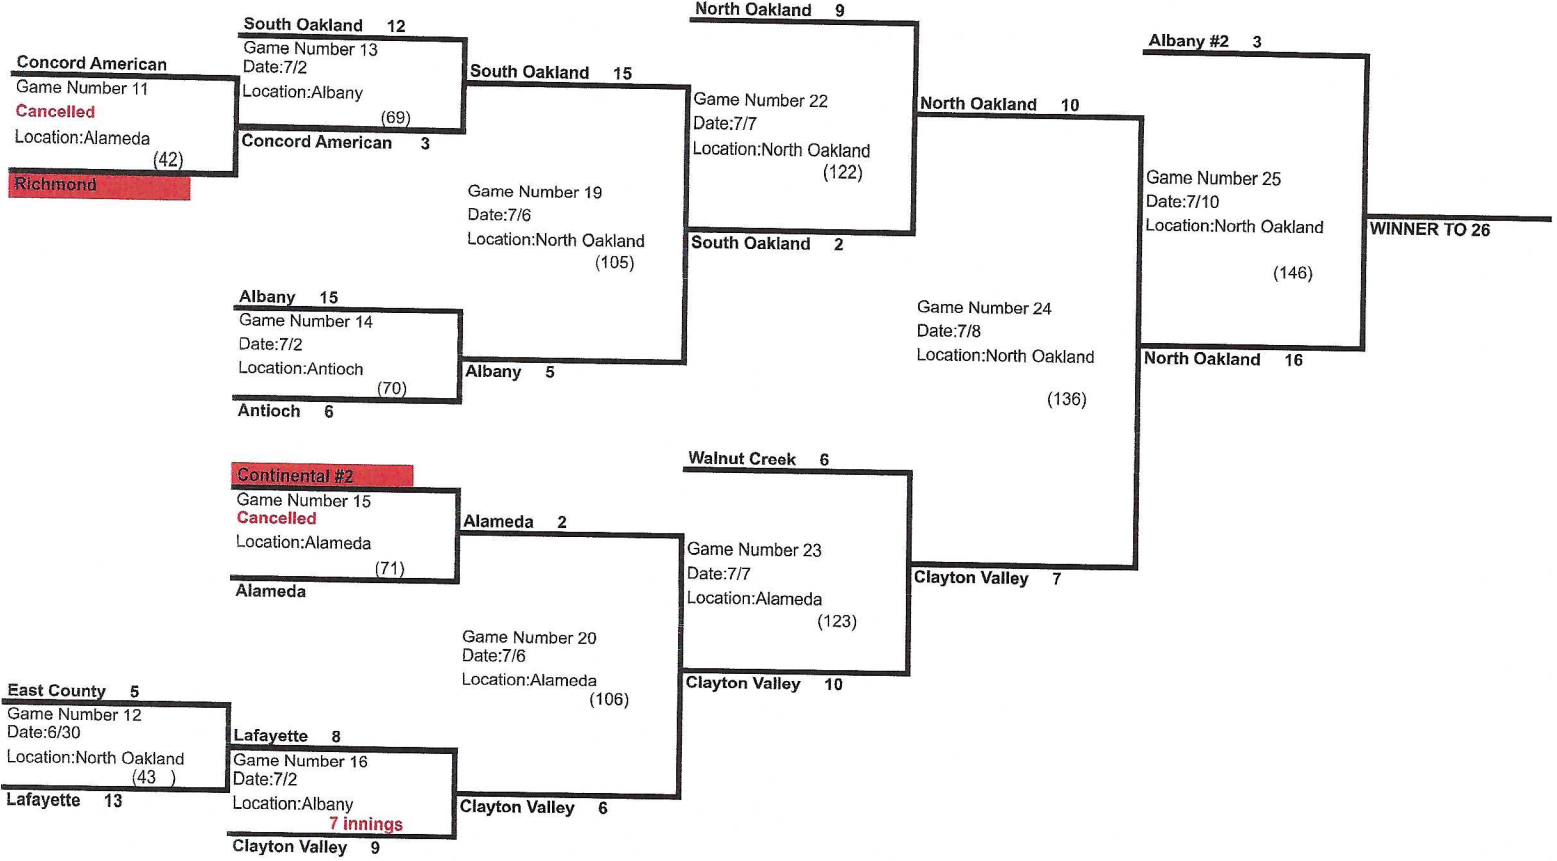 South Oakland 12
Game Number 13
Date:7/2
Location:Albany
(69)
Concord American 3
Concord American
Game Number 11
Cancelled
Location:Alameda
(42)
Richmond
South Oakland 15
Game Number 19
Date:7/6
Location:North Oakland
(105)
Albany 15
Game Number 14
Date:7/2
Location:Antioch
(70)
Antioch 6
Albany 5
North Oakland 9
Game Number 22
Date:7/7
Location:North Oakland
(122)
South Oakland 2
Continental #2
Game Number 15
Cancelled
Location:Alameda
(71)
Alameda
Alameda 2
Game Number 20
Date:7/6
Location:Alameda
(106)
East County 5
Game Number 12
Date:6/30
Location:North Oakland
(43 )
Lafayette 13
Lafayette 8
Game Number 16
Date:7/2
Location:Albany
7 innings
Clayton Valley 9
Clayton Valley 6
Walnut Creek 6
Game Number 23
Date:7/7
Location:Alameda
(123)
Clayton Valley 10
North Oakland 10
Game Number 24
Date:7/8
Location:North Oakland
(136)
Clayton Valley 7
Albany #2 3
Game Number 25
Date:7/10
Location:North Oakland
(146)
North Oakland 16
WINNER TO 26